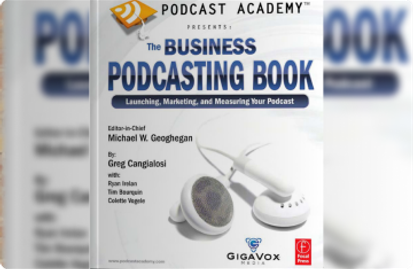 PODCAST ACADEMY™
PRESENTS:
The BUSINESS
PODCASTING BOOK
Launching, Marketing, and Measuring Your Podcast
Editor-in-Chief
Michael W. Geoghegan
By:
Greg Cangialosi
with:
Ryan Irelan
Tim Bourquin
Colette Vogele
www.podcastacademy.com
GIGAVOX
MEDIA
Focal
Press